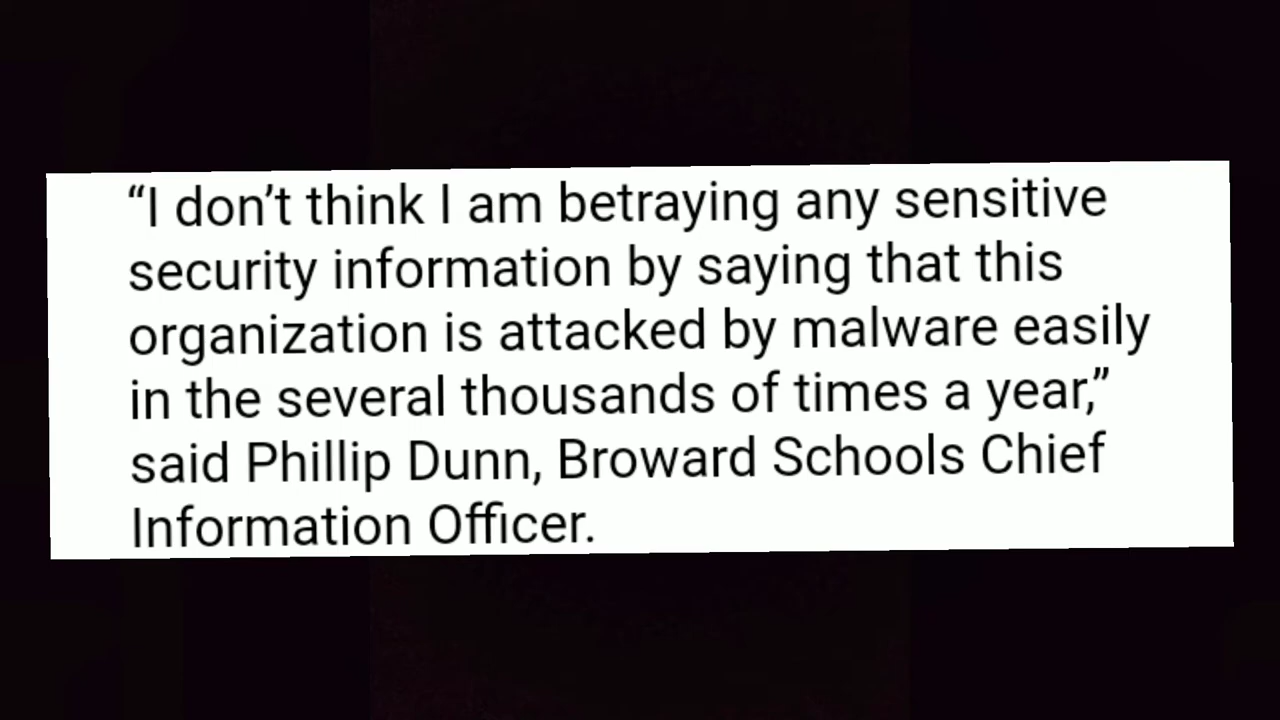 “I don’t think I am betraying any sensitive
security information by saying that this
organization is attacked by malware easily
in the several thousands of times a year,”
said Phillip Dunn, Broward Schools Chief
Information Officer.